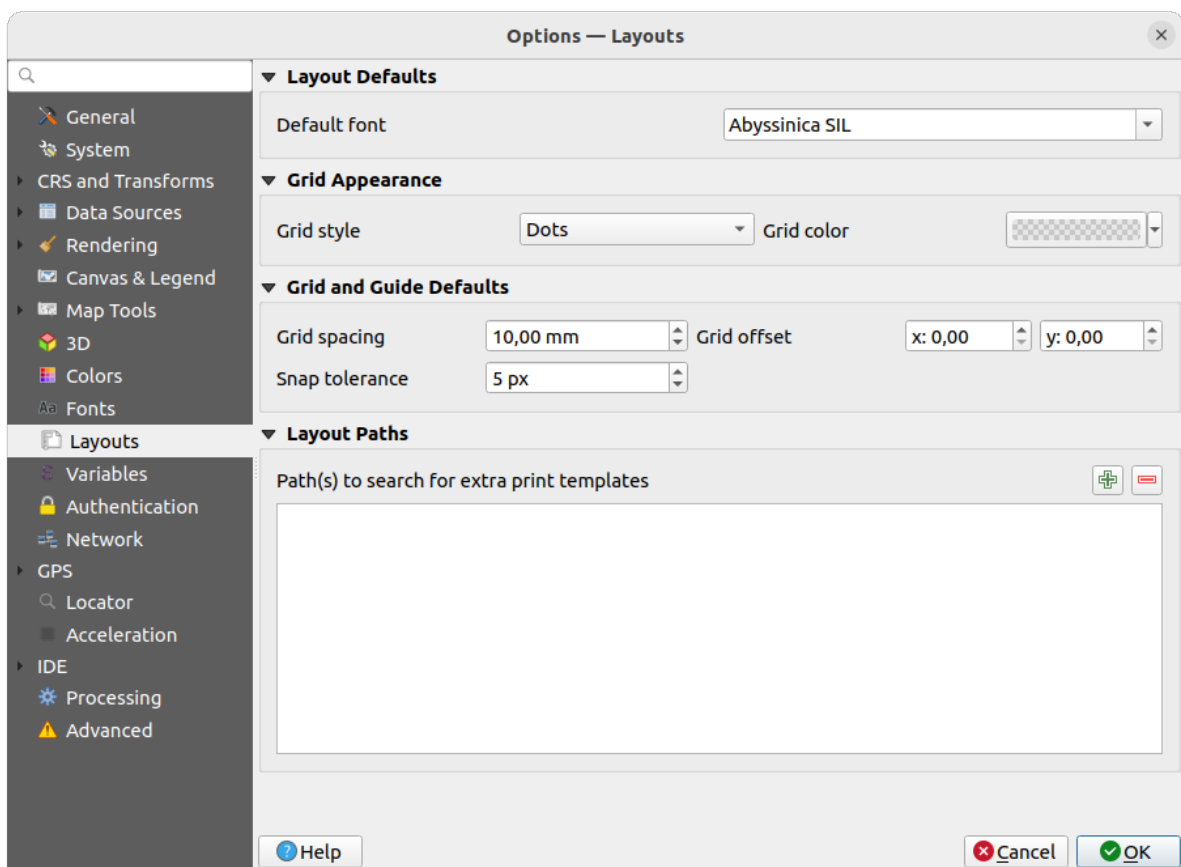 Options — Layouts
General
System
CRS and Transforms
Data Sources
Rendering
Canvas & Legend
Map Tools
3D
Colors
Aa Fonts
Layouts
ε Variables
Authentication
Network
GPS
Locator
Acceleration
IDE
Processing
Advanced
Layout Defaults
Default font Abyssinica SIL
Grid Appearance
Grid style Dots Grid color
Grid and Guide Defaults
Grid spacing 10,00 mm Grid offset x: 0,00 y: 0,00
Snap tolerance 5 px
Layout Paths
Path(s) to search for extra print templates
Help Cancel OK